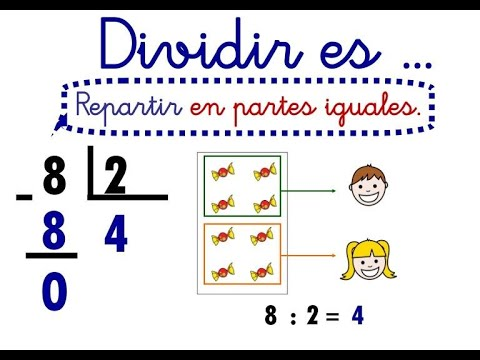 Dividir es ...
Repartir en partes iguales.
8 2
- 8 4
0
8 : 2 = 4